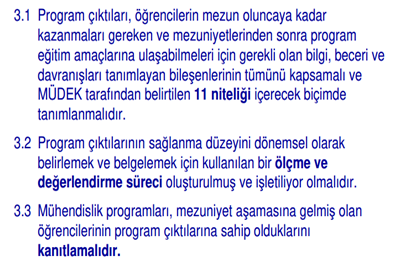 3.1 Program çıktıları, öğrencilerin mezun oluncaya kadar
kazanmaları gereken ve mezuniyetlerinden sonra program
eğitim amaçlarına ulaşabilmeleri için gerekli olan bilgi, beceri ve
davranışları tanımlayan bileşenlerinin tümünü kapsamalı ve
MÜDEK tarafından belirtilen 11 niteliği içerecek biçimde
tanımlanmalıdır.
3.2 Program çıktılarının sağlanma düzeyini dönemsel olarak
belirlemek ve belgelemek için kullanılan bir ölçme ve
değerlendirme süreci oluşturulmuş ve işletiliyor olmalıdır.
3.3 Mühendislik programları, mezuniyet aşamasına gelmiş olan
öğrencilerinin program çıktılarına sahip olduklarını
kanıtlamalıdır.